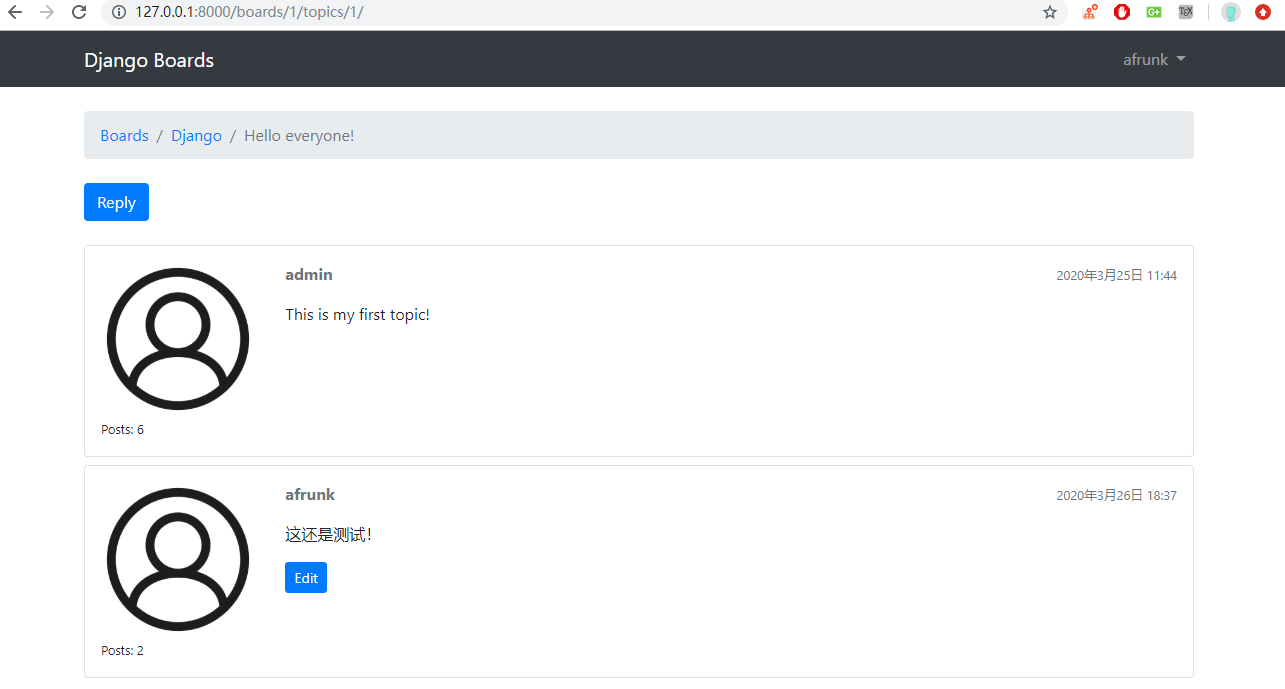 127.0.0.1:8000/boards/1/topics/1/
Django Boards
afrunk
Boards / Django / Hello everyone!
Reply
admin
2020年3月25日 11:44
This is my first topic!
Posts: 6
afrunk
2020年3月26日 18:37
这还是测试!
Edit
Posts: 2